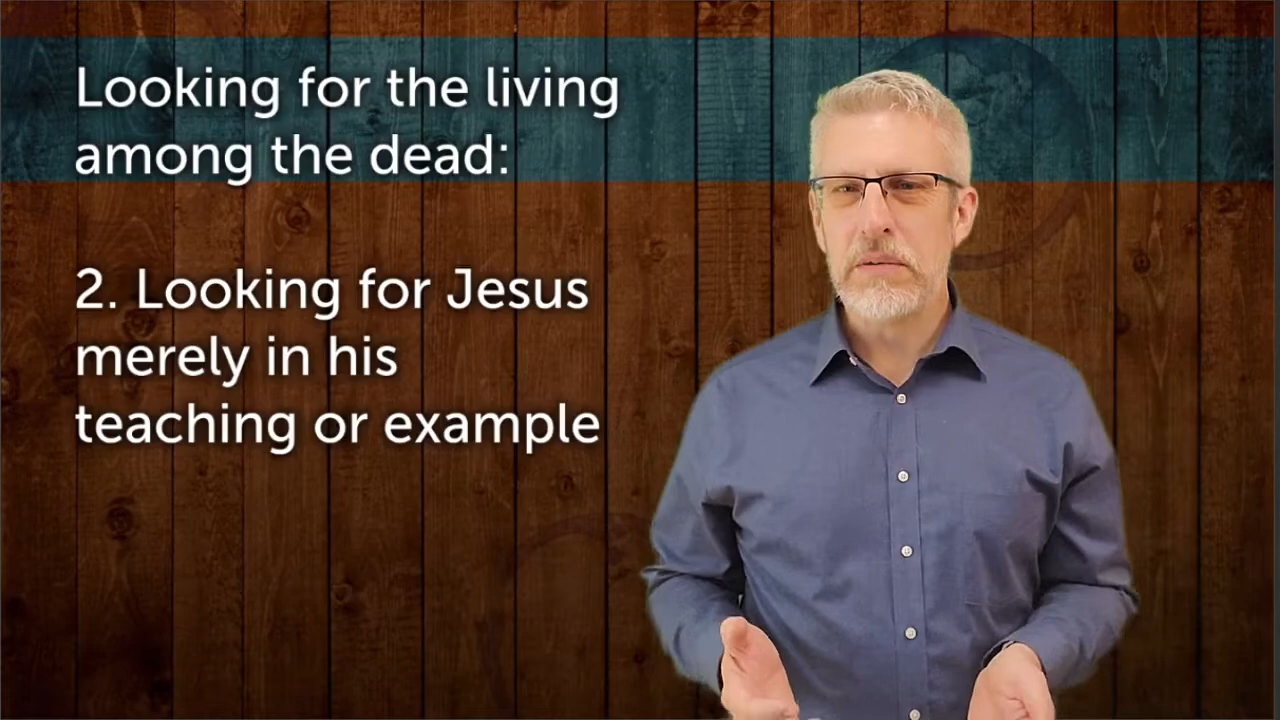 Looking for the living
among the dead:
2. Looking for Jesus
merely in his
teaching or example